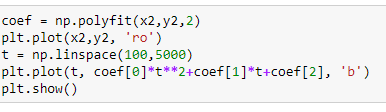 coef = np.polyfit(x2,y2,2)
plt.plot(x2,y2, 'ro')
t = np.linspace(100,5000)
plt.plot(t, coef[0]*t**2+coef[1]*t+coef[2], 'b')
plt.show()